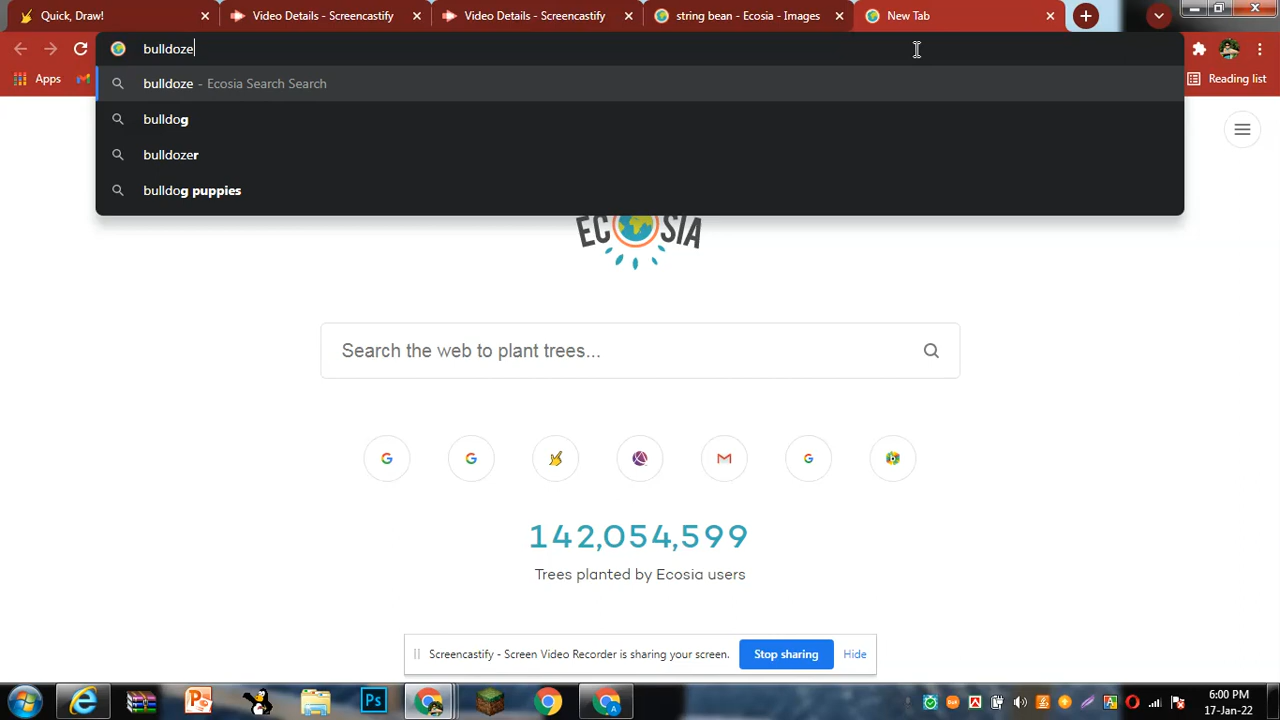 Quick, Draw!
Video Details - Screencastify
Video Details - Screencastify
string bean - Ecosia - Images
New Tab
bulldoze
Apps
Reading list
bulldoze - Ecosia Search Search
bulldog
bulldozer
bulldog puppies
ECOSIA
Search the web to plant trees...
142,054,599
Trees planted by Ecosia users
Screencastify - Screen Video Recorder is sharing your screen.
Stop sharing
Hide
6:00 PM
17-Jan-22